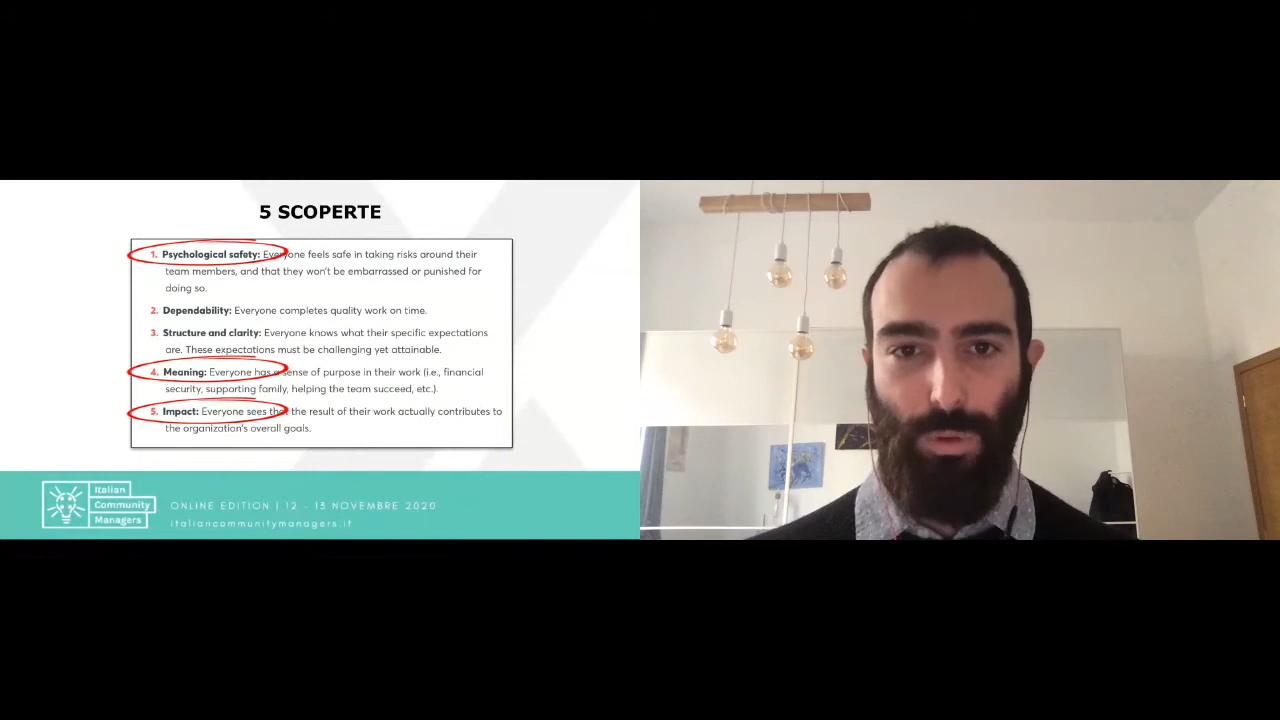 5 SCOPERTE
1. Psychological safety: Everyone feels safe in taking risks around their
team members, and that they won't be embarrassed or punished for
doing so.
2. Dependability: Everyone completes quality work on time.
3. Structure and clarity: Everyone knows what their specific expectations
are. These expectations must be challenging yet attainable.
4. Meaning: Everyone has a sense of purpose in their work (i.e., financial
security, supporting family, helping the team succeed, etc.).
5. Impact: Everyone sees that the result of their work actually contributes to
the organization's overall goals.
Italian
Community
Managers
ONLINE EDITION | 12 - 13 NOVEMBRE 2020
italiancommunitymanagers.it